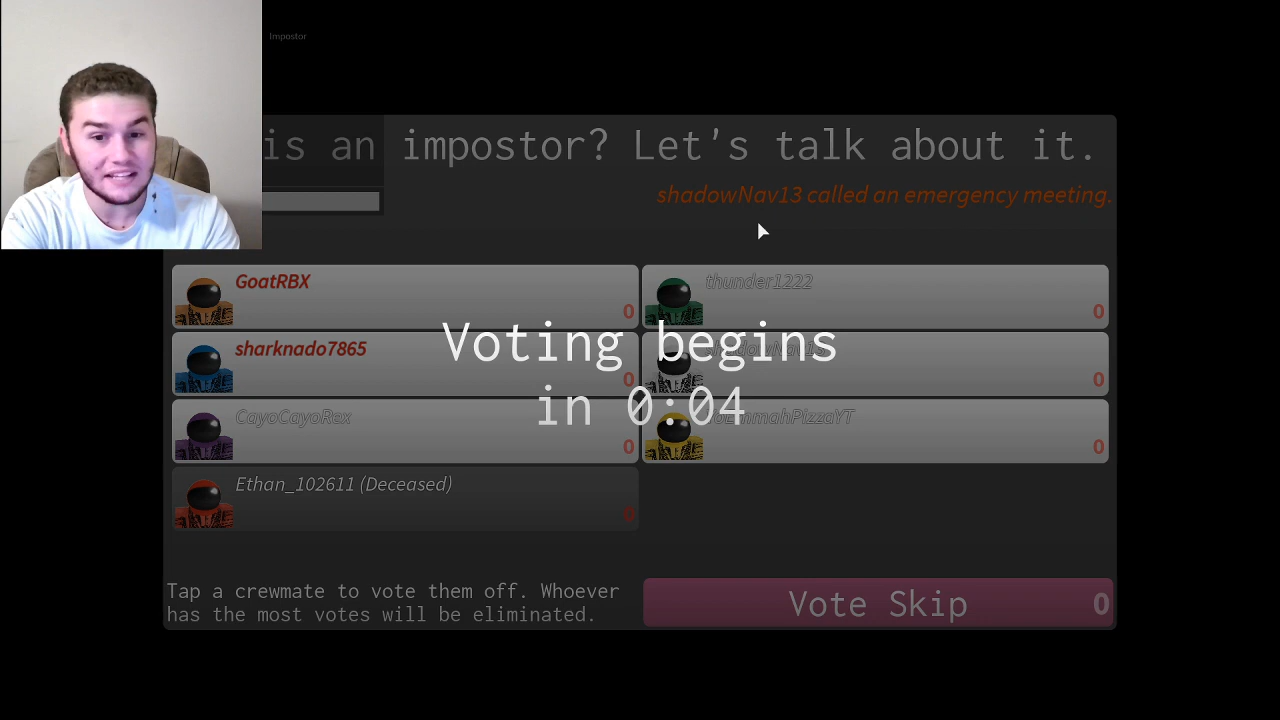 Impostor
is an impostor? Let's talk about it.
shadowNav13 called an emergency meeting.
GoatRBX
0
thunder1222
0
sharknado7865
0
shadowNav13
0
Voting begins
in 0:04
CayoCayoRex
0
mmahPizzaYT
0
Ethan_102611 (Deceased)
0
Tap a crewmate to vote them off. Whoever
has the most votes will be eliminated.
Vote Skip 0